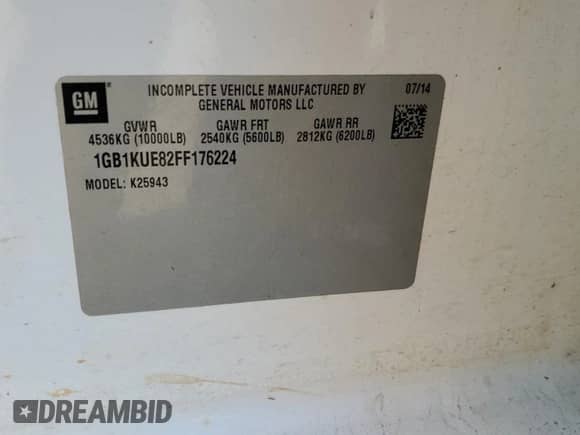 GM
INCOMPLETE VEHICLE MANUFACTURED BY
GENERAL MOTORS LLC
07/14
GVWR GAWR FRT GAWR RR
4536KG (10000LB) 2540KG (5600LB) 2812KG (6200LB)
1GB1KUE82FF176224
MODEL: K25943
DREAMBID